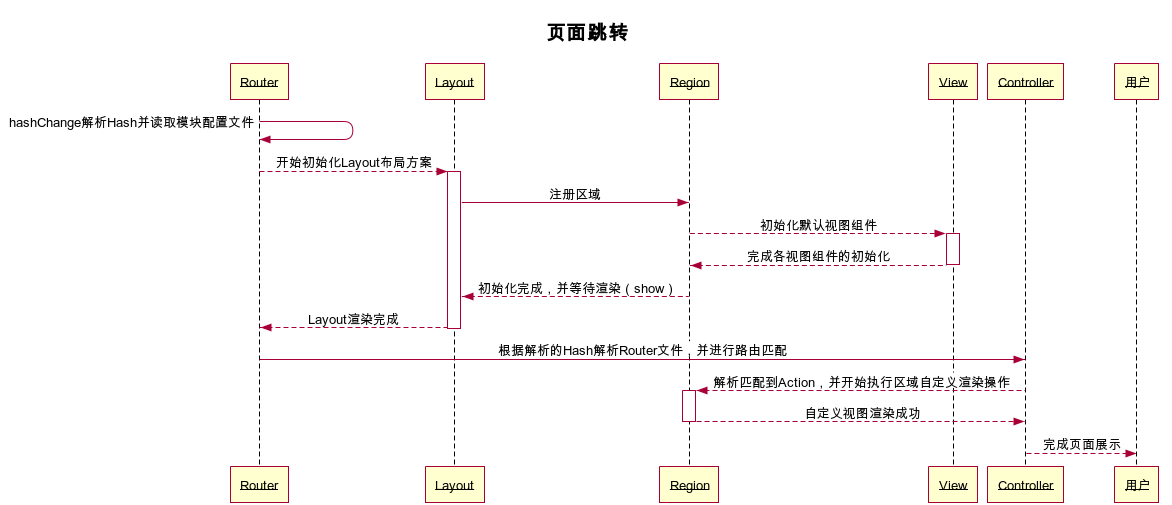 页面跳转
Router Layout Region View Controller 用户
hashChange解析Hash并读取模块配置文件
开始初始化Layout布局方案
注册区域
初始化默认视图组件
完成各视图组件的初始化
初始化完成，并等待渲染（show）
Layout渲染完成
根据解析的Hash解析Router文件，并进行路由匹配
解析匹配到Action，并开始执行区域自定义渲染操作
自定义视图渲染成功
完成页面展示
Router Layout Region View Controller 用户